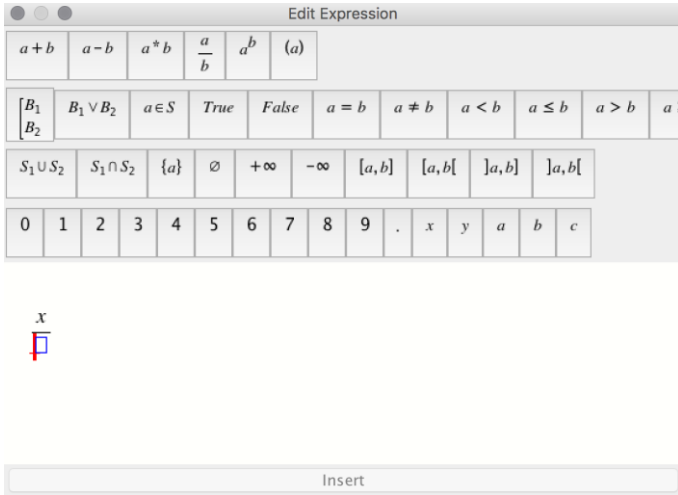 Edit Expression
a + b a − b a * b a/b a^b (a)
[B₁ B₂ B₁ ∨ B₂ a ∈ S True False a = b a ≠ b a < b a ≤ b a > b a
S₁ ∪ S₂ S₁ ∩ S₂ {a} ∅ +∞ −∞ [a, b] [a, b[ ]a, b] ]a, b[
0 1 2 3 4 5 6 7 8 9 . x y a b c
x
Insert